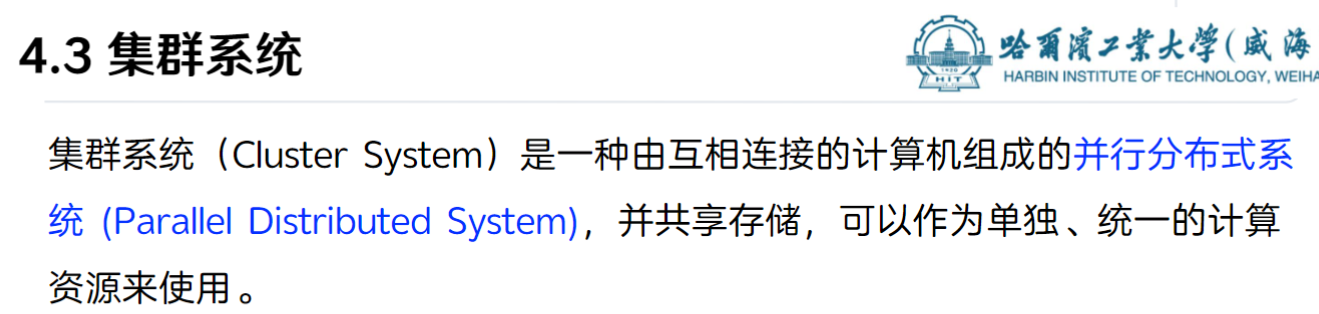 4.3 集群系统
哈爾濱工業大學(威海
HARBIN INSTITUTE OF TECHNOLOGY, WEIHA
1920
HIT
集群系统（Cluster System）是一种由互相连接的计算机组成的并行分布式系
统 (Parallel Distributed System)，并共享存储，可以作为单独、统一的计算
资源来使用。